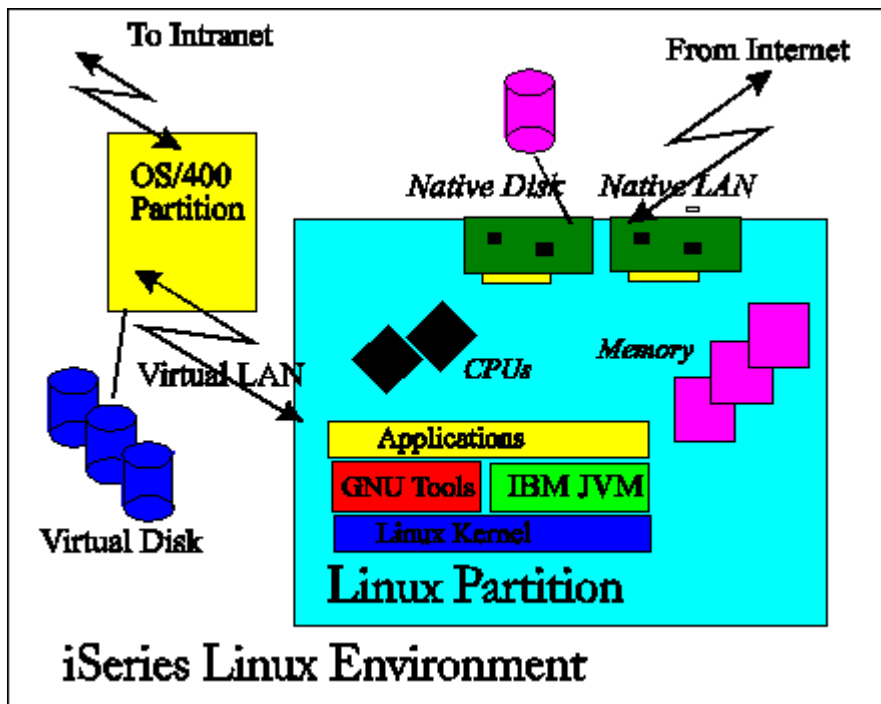 To Intranet
From Internet
OS/400
Partition
Native Disk
Native LAN
Virtual LAN
CPUs
Memory
Applications
GNU Tools
IBM JVM
Linux Kernel
Virtual Disk
Linux Partition
iSeries Linux Environment